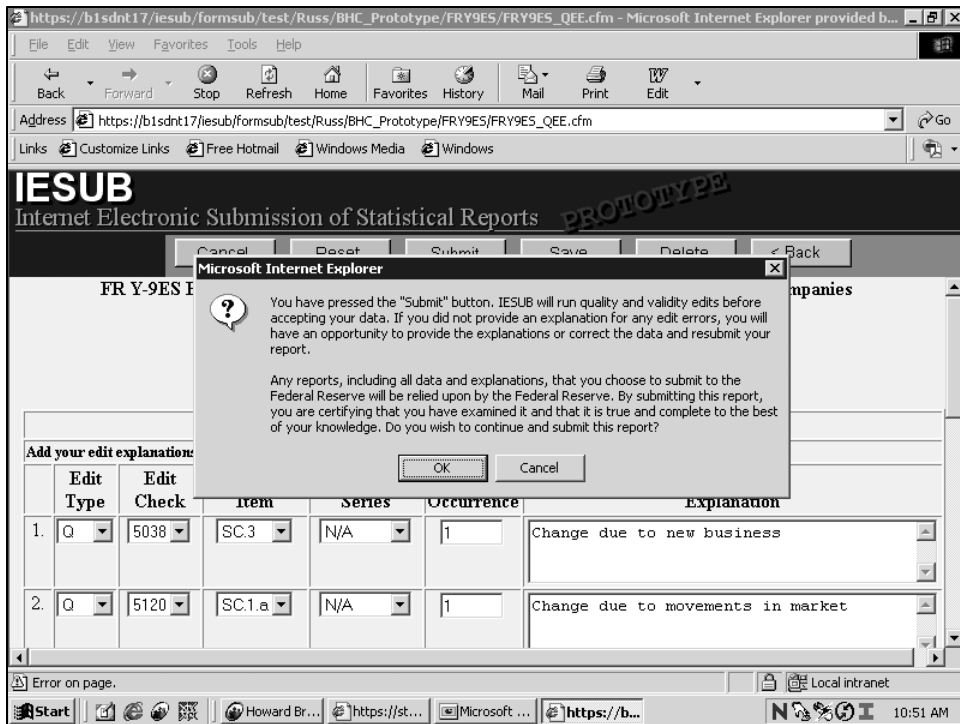 https://b1sdnt17/iesub/formsub/test/Russ/BHC_Prototype/FRY9ES/FRY9ES_QEE.cfm - Microsoft Internet Explorer provided b...
File Edit View Favorites Tools Help
Back Forward Stop Refresh Home Favorites History Mail Print Edit
Address https://b1sdnt17/iesub/formsub/test/Russ/BHC_Prototype/FRY9ES/FRY9ES_QEE.cfm Go
Links Customize Links Free Hotmail Windows Media Windows
IESUB
Internet Electronic Submission of Statistical Reports PROTOTYPE
Cancel Reset Submit Save Delete < Back
FR Y-9ES mpanies
Microsoft Internet Explorer
You have pressed the "Submit" button. IESUB will run quality and validity edits before
accepting your data. If you did not provide an explanation for any edit errors, you will
have an opportunity to provide the explanations or correct the data and resubmit your
report.
Any reports, including all data and explanations, that you choose to submit to the
Federal Reserve will be relied upon by the Federal Reserve. By submitting this report,
you are certifying that you have examined it and that it is true and complete to the best
of your knowledge. Do you wish to continue and submit this report?
OK Cancel
Add your edit explanations
Edit Type Edit Check Item Series Occurrence Explanation
1. Q 5038 SC.3 N/A 1 Change due to new business
2. Q 5120 SC.1.a N/A 1 Change due to movements in market
Error on page. Local intranet
Start Howard Br... https://st... Microsoft ... https://b... 10:51 AM